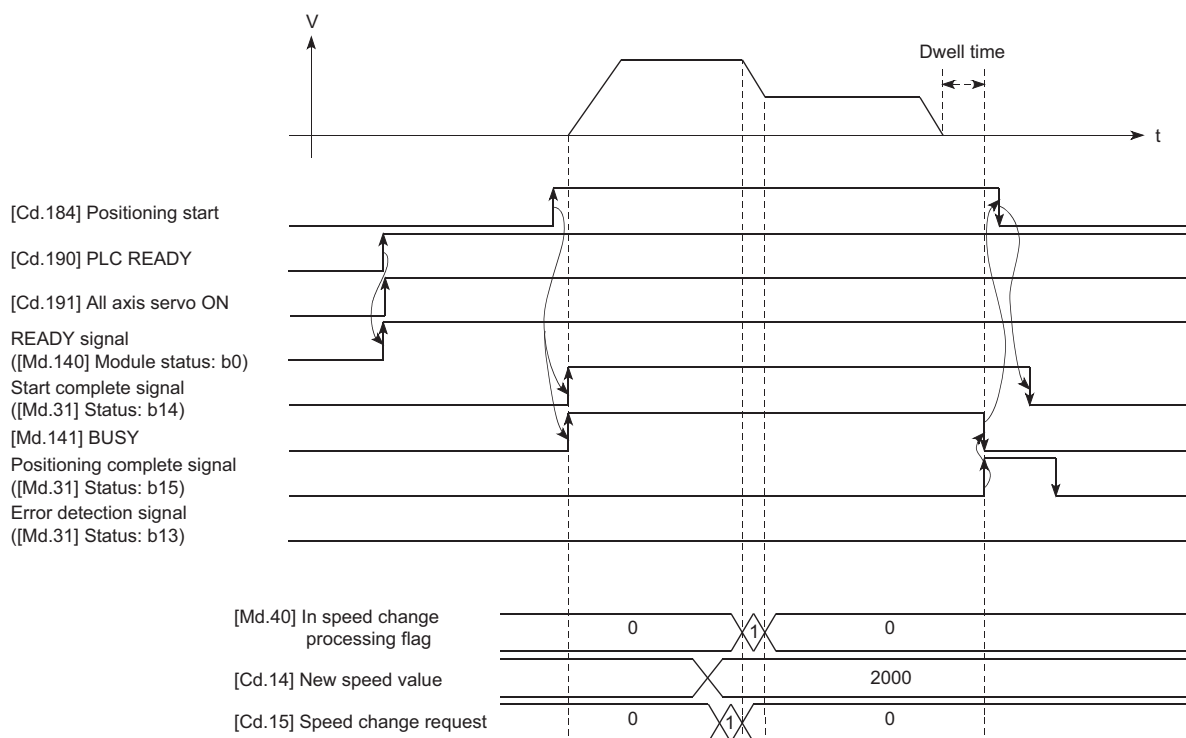 V
Dwell time
t
[Cd.184] Positioning start
[Cd.190] PLC READY
[Cd.191] All axis servo ON
READY signal
([Md.140] Module status: b0)
Start complete signal
([Md.31] Status: b14)
[Md.141] BUSY
Positioning complete signal
([Md.31] Status: b15)
Error detection signal
([Md.31] Status: b13)
[Md.40] In speed change
processing flag
0 1 0
[Cd.14] New speed value
2000
[Cd.15] Speed change request
0 1 0